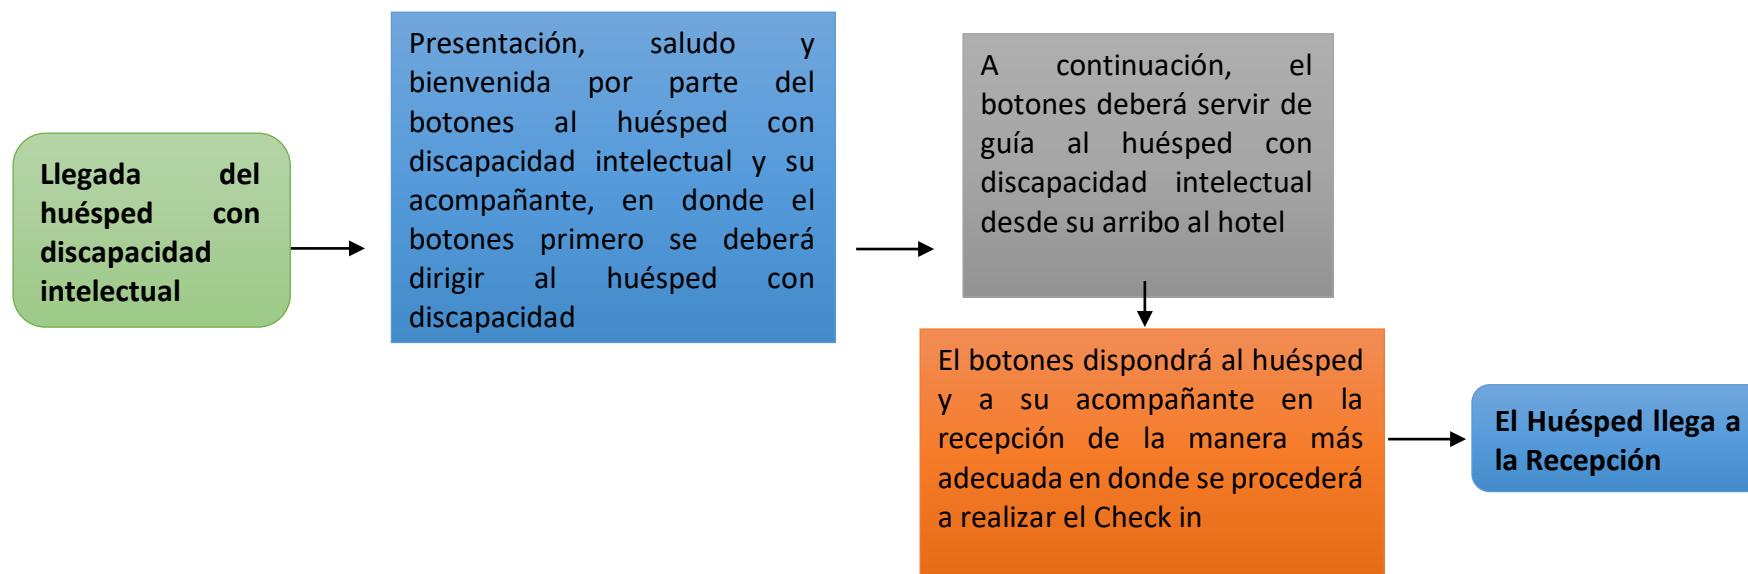 Llegada del
huésped con
discapacidad
intelectual
Presentación, saludo y
bienvenida por parte del
botones al huésped con
discapacidad intelectual y su
acompañante, en donde el
botones primero se deberá
dirigir al huésped con
discapacidad
A continuación, el
botones deberá servir de
guía al huésped con
discapacidad intelectual
desde su arribo al hotel
El botones dispondrá al huésped
y a su acompañante en la
recepción de la manera más
adecuada en donde se procederá
a realizar el Check in
El Huésped llega a
la Recepción